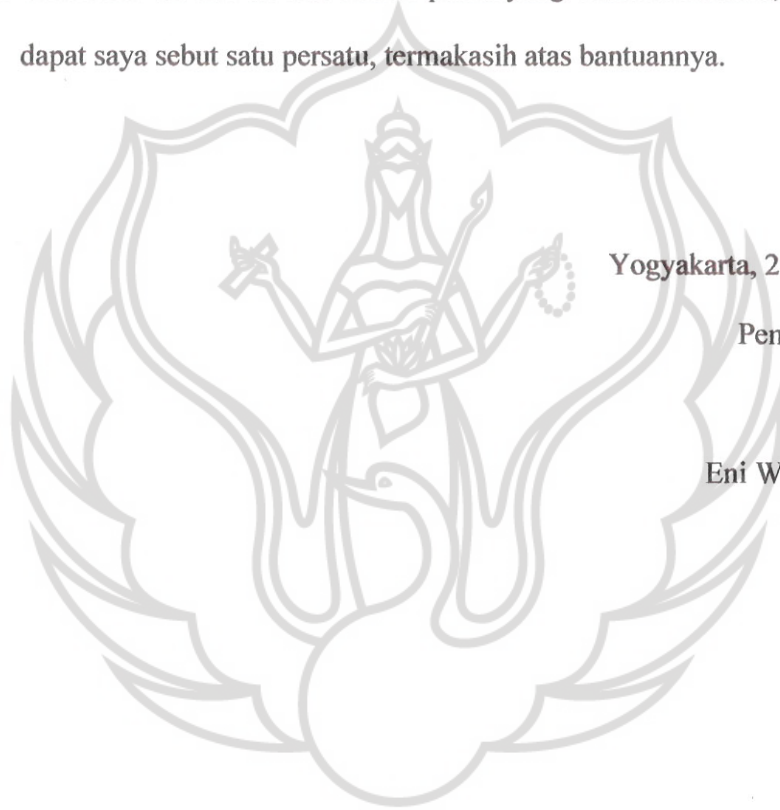 dapat saya sebut satu persatu, termakasih atas bantuannya.
Yogyakarta, 2
Pen
Eni W